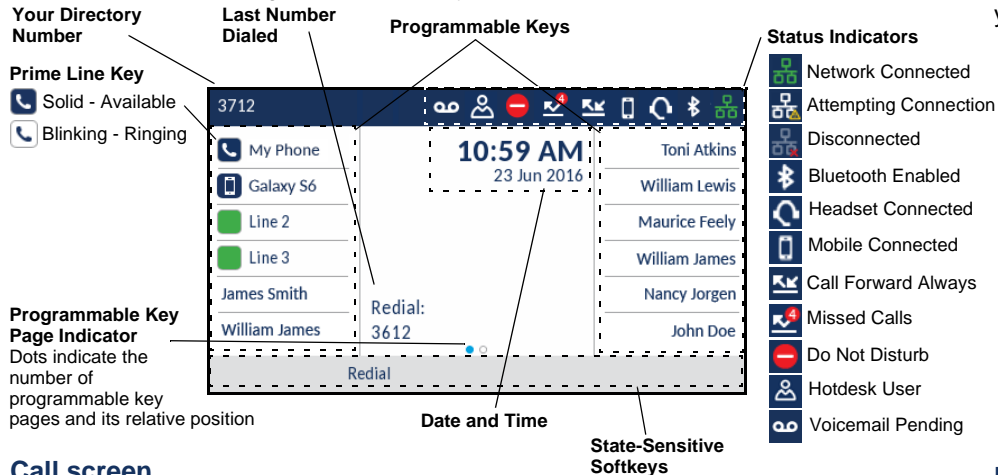 Your Directory
Number
Last Number
Dialed
Programmable Keys
Status Indicators
Prime Line Key
Solid - Available
Blinking - Ringing
Programmable Key
Page Indicator
Dots indicate the
number of
programmable key
pages and its relative position
3712
4
My Phone
Galaxy S6
Line 2
Line 3
James Smith
William James
10:59 AM
23 Jun 2016
Redial:
3612
Toni Atkins
William Lewis
Maurice Feely
William James
Nancy Jorgen
John Doe
Redial
Date and Time
State-Sensitive
Softkeys
Network Connected
Attempting Connection
Disconnected
Bluetooth Enabled
Headset Connected
Mobile Connected
Call Forward Always
4
Missed Calls
Do Not Disturb
Hotdesk User
Voicemail Pending
Call screen